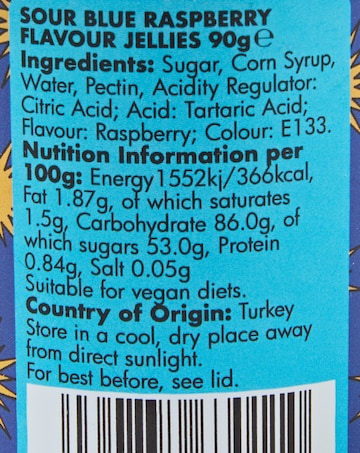 SOUR BLUE RASPBERRY
FLAVOUR JELLIES 90g℮
Ingredients: Sugar, Corn Syrup,
Water, Pectin, Acidity Regulator:
Citric Acid; Acid: Tartaric Acid;
Flavour: Raspberry; Colour: E133.
Nutition Information per
100g: Energy1552kj/366kcal,
Fat 1.87g, of which saturates
1.5g, Carbohydrate 86.0g, of
which sugars 53.0g, Protein
0.84g, Salt 0.05g
Suitable for vegan diets.
Country of Origin: Turkey
Store in a cool, dry place away
from direct sunlight.
For best before, see lid.